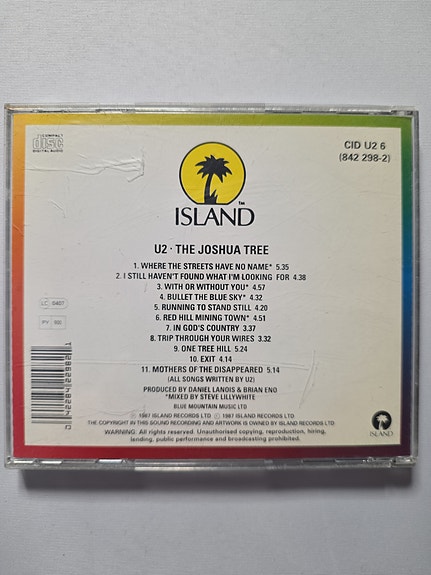 COMPACT
disc
DIGITAL AUDIO
CID U2 6
(842 298-2)
™
ISLAND
U2 · THE JOSHUA TREE
1. WHERE THE STREETS HAVE NO NAME* 5.35
2. I STILL HAVEN'T FOUND WHAT I'M LOOKING FOR 4.38
3. WITH OR WITHOUT YOU* 4.57
4. BULLET THE BLUE SKY* 4.32
5. RUNNING TO STAND STILL 4.20
6. RED HILL MINING TOWN* 4.51
7. IN GOD'S COUNTRY 3.37
8. TRIP THROUGH YOUR WIRES 3.32
9. ONE TREE HILL 5.24
10. EXIT 4.14
11. MOTHERS OF THE DISAPPEARED 5.14
(ALL SONGS WRITTEN BY U2)
PRODUCED BY DANIEL LANOIS & BRIAN ENO
*MIXED BY STEVE LILLYWHITE
BLUE MOUNTAIN MUSIC LTD
℗ 1987 ISLAND RECORDS LTD © 1987 ISLAND RECORDS LTD
THE COPYRIGHT IN THIS SOUND RECORDING AND ARTWORK IS OWNED BY ISLAND RECORDS LTD
WARNING: All rights reserved. Unauthorised copying, reproduction, hiring,
lending, public performance and broadcasting prohibited.
LC 0407
PY
ISLAND